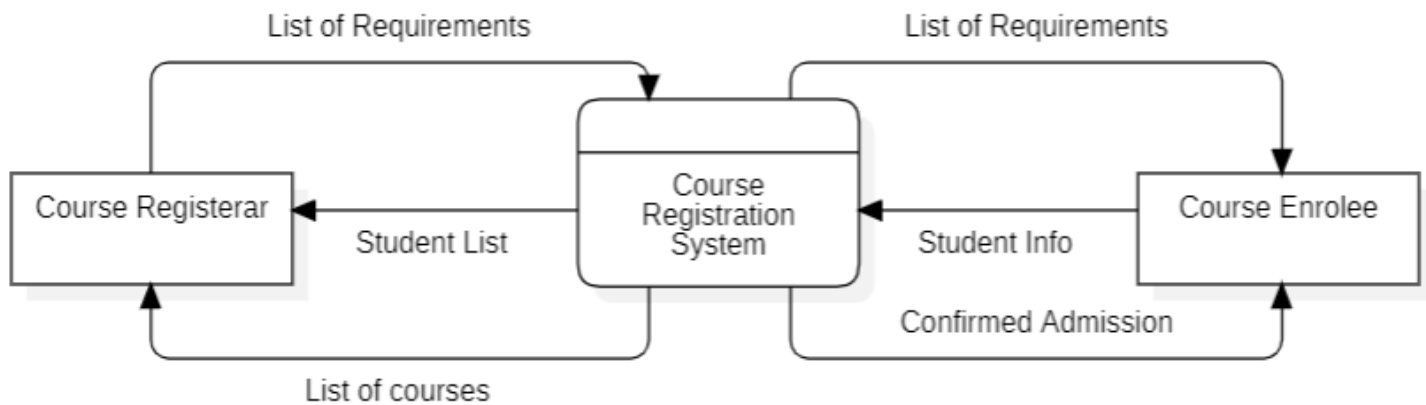 List of Requirements
List of Requirements
Course Registerar
Course
Registration
System
Course Enrolee
Student List
Student Info
Confirmed Admission
List of courses